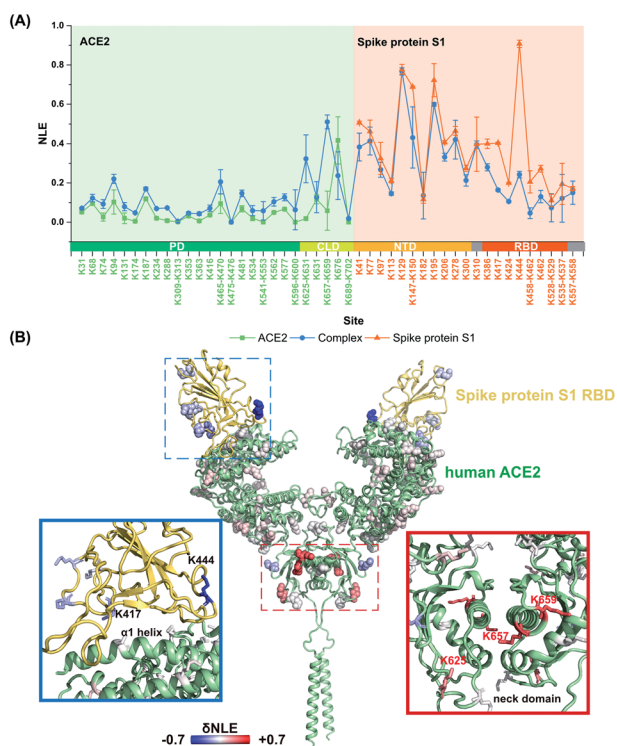 (A)
ACE2
Spike protein S1
NLE
1.0
0.8
0.6
0.4
0.2
0.0
PD
CLD
NTD
RBD
K31
K68
K74
K94
K131
K174
K187
K234
K288
K309-K313
K353
K363
K416
K465-K470
K475-K476
K481
K534
K541-K553
K562
K577
K596-K600
K625-K631
K631
K657-K659
K676
K689-K702
K41
K77
K97
K113
K129
K147-K150
K182
K195
K206
K278
K300
K310
K386
K417
K424
K444
K458-K462
K462
K528-K529
K535-K537
K557-K558
Site
ACE2 Complex Spike protein S1
(B)
Spike protein S1 RBD
human ACE2
K444
K417
α1 helix
K659
K657
K625
neck domain
δNLE
-0.7 +0.7